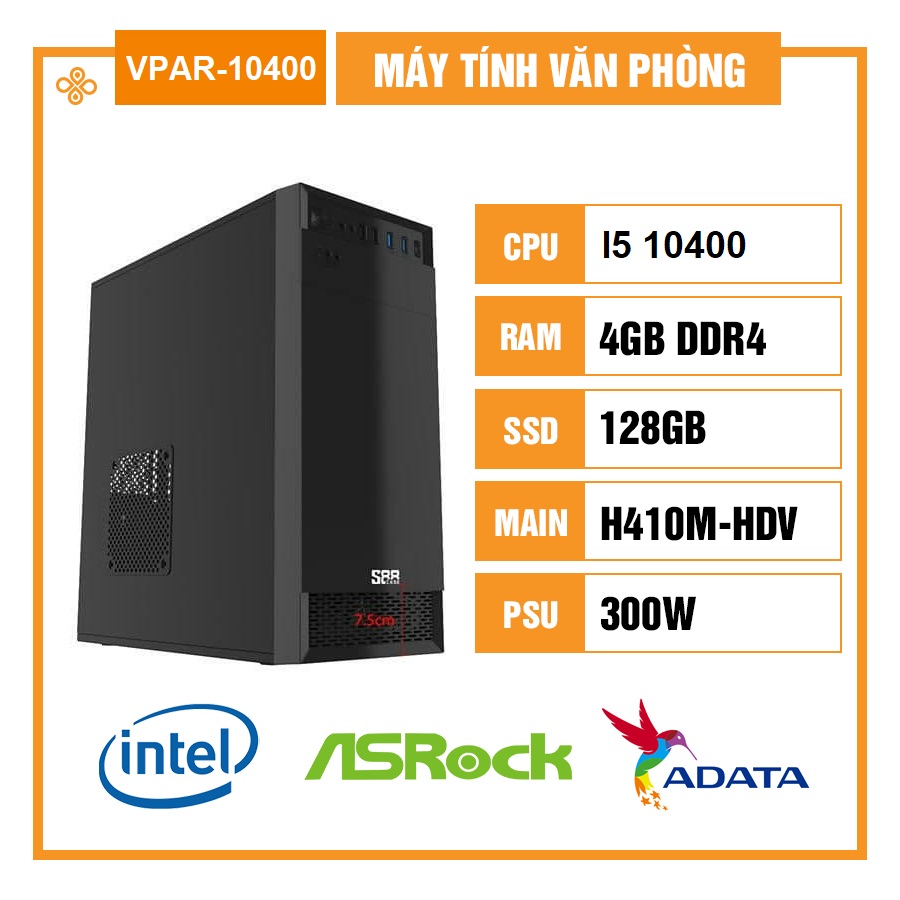 VPAR-10400
MÁY TÍNH VĂN PHÒNG
CPU I5 10400
RAM 4GB DDR4
SSD 128GB
MAIN H410M-HDV
PSU 300W
S88
7.5cm
intel
ASRock
ADATA